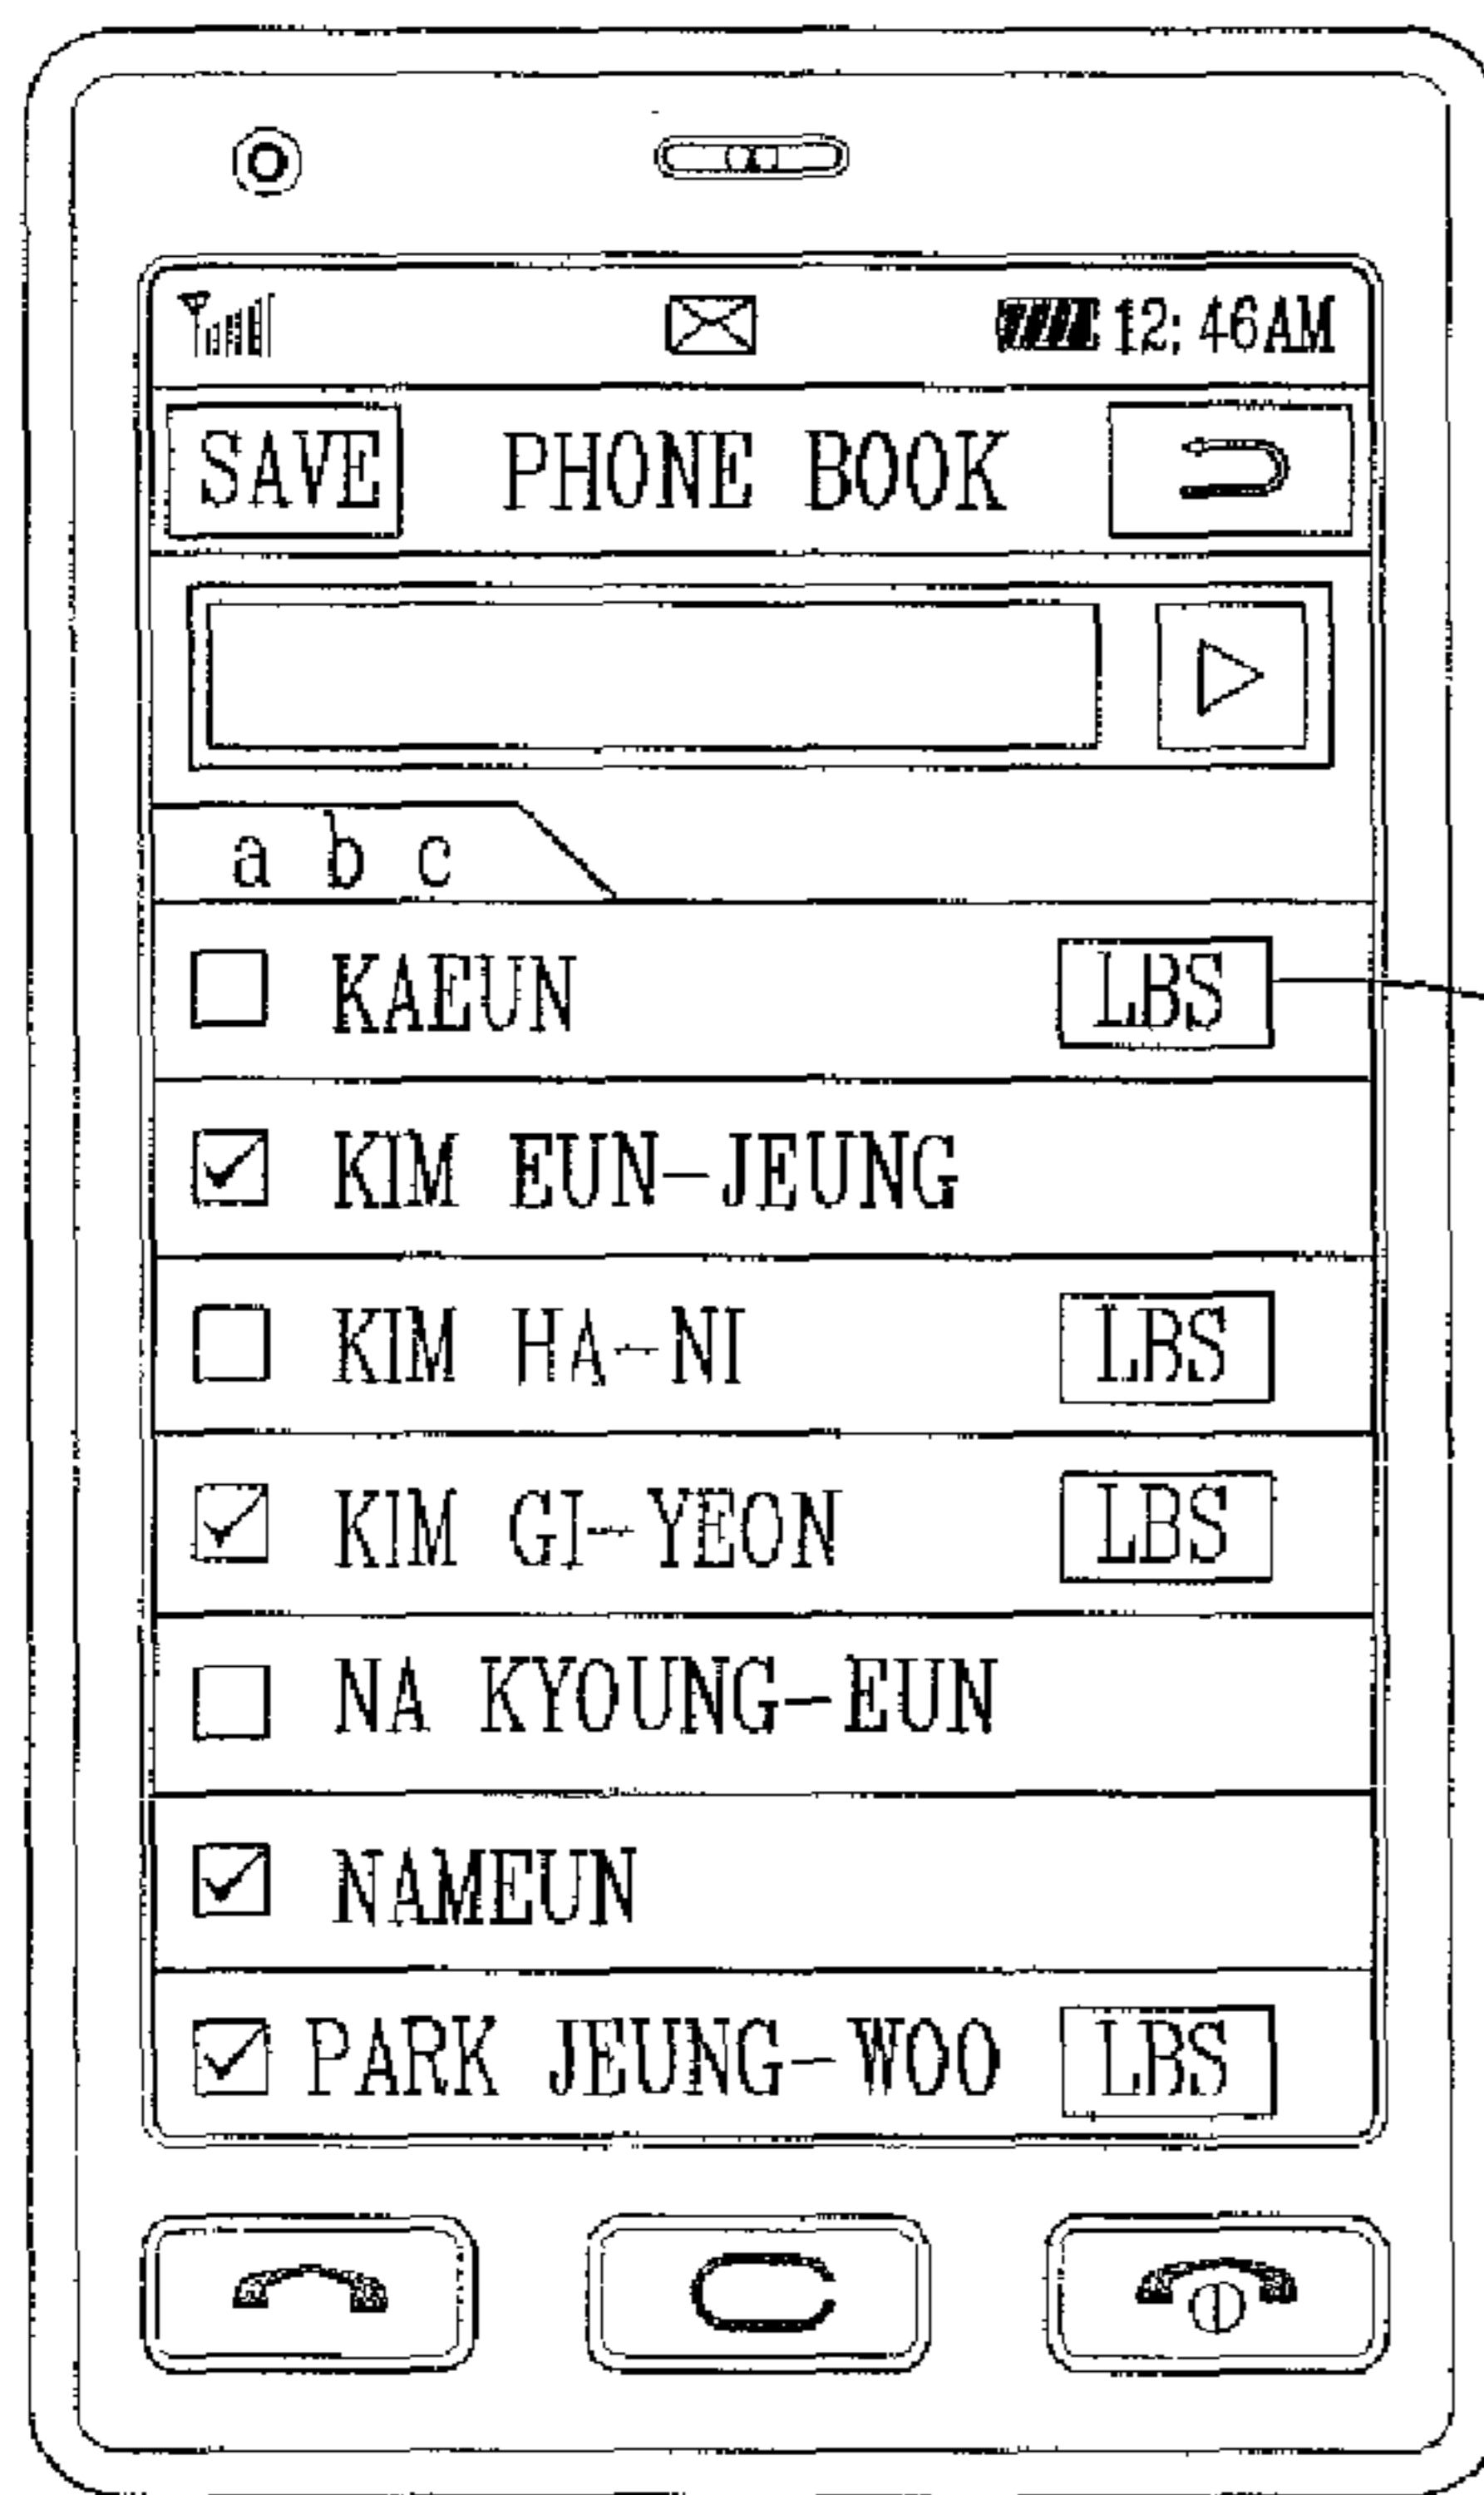 12:46AM
SAVE PHONE BOOK
a b c
KAEUN LBS
KIM EUN-JEUNG
KIM HA-NI LBS
KIM GI-YEON LBS
NA KYOUNG-EUN
NAMEUN
PARK JEUNG-WOO LBS